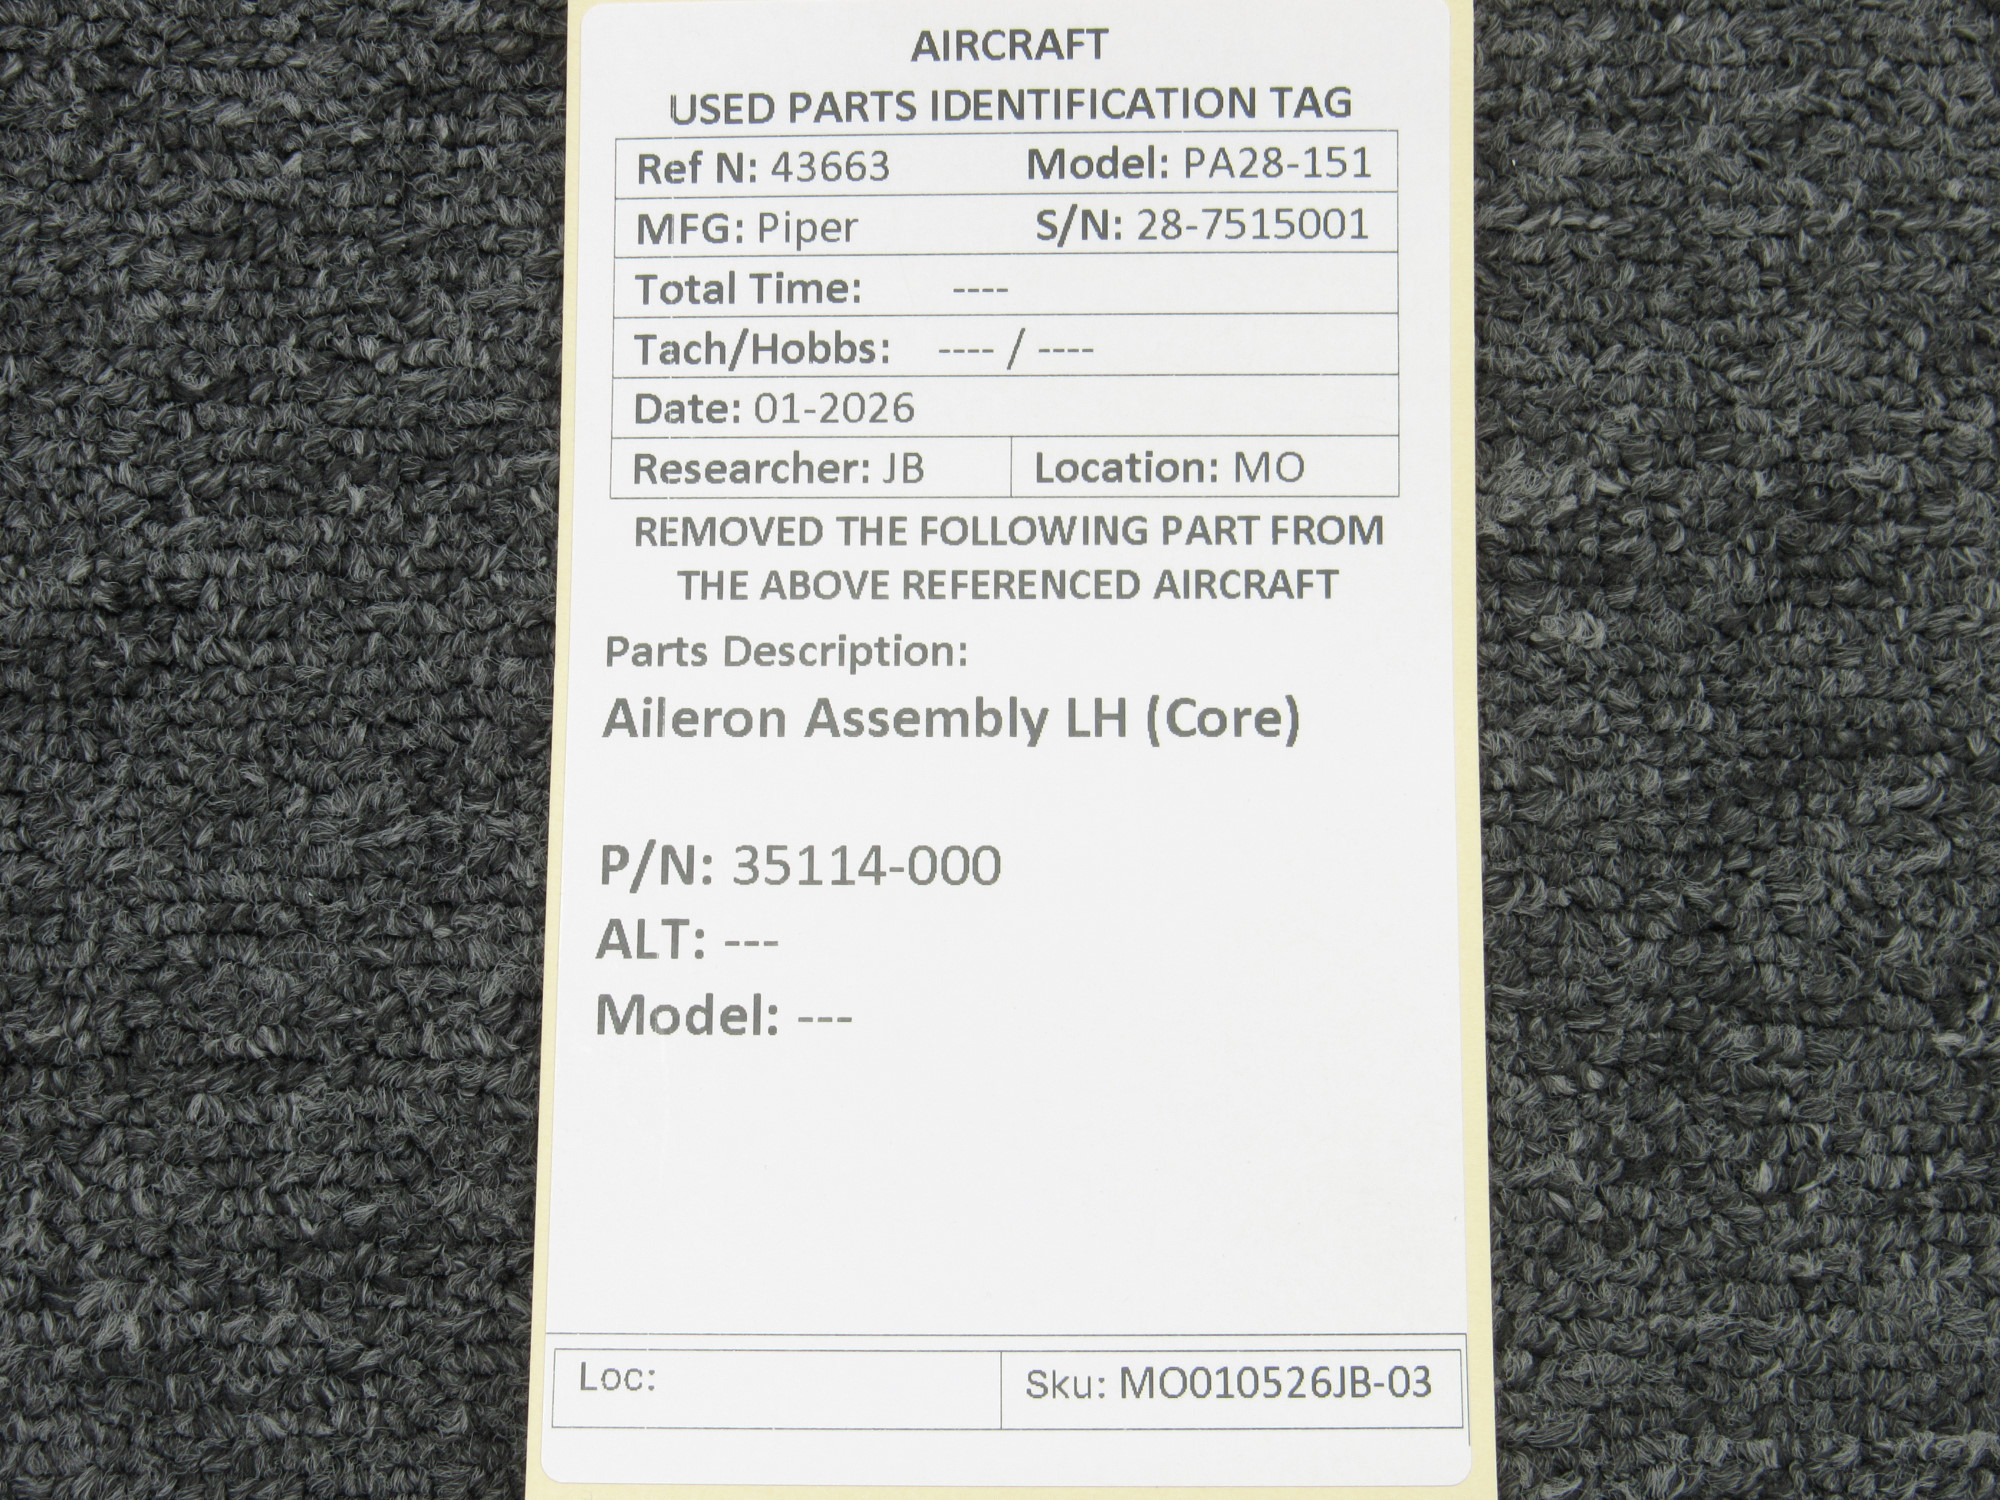 AIRCRAFT
USED PARTS IDENTIFICATION TAG
Ref N: 43663 Model: PA28-151
MFG: Piper S/N: 28-7515001
Total Time: ----
Tach/Hobbs: ---- / ----
Date: 01-2026
Researcher: JB Location: MO
REMOVED THE FOLLOWING PART FROM
THE ABOVE REFERENCED AIRCRAFT
Parts Description:
Aileron Assembly LH (Core)
P/N: 35114-000
ALT: ---
Model: ---
Loc: Sku: MO010526JB-03